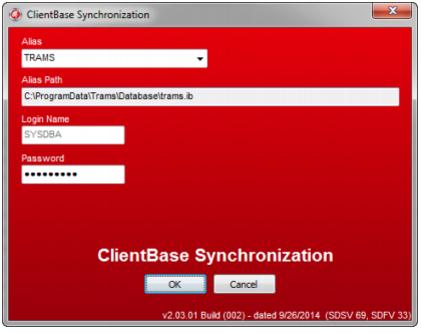 ClientBase Synchronization
Alias
TRAMS
Alias Path
C:\ProgramData\Trams\Database\trams.ib
Login Name
SYSDBA
Password
•••••••••
ClientBase Synchronization
OK
Cancel
v2.03.01 Build (002) - dated 9/26/2014 (SDSV 69, SDFV 33)